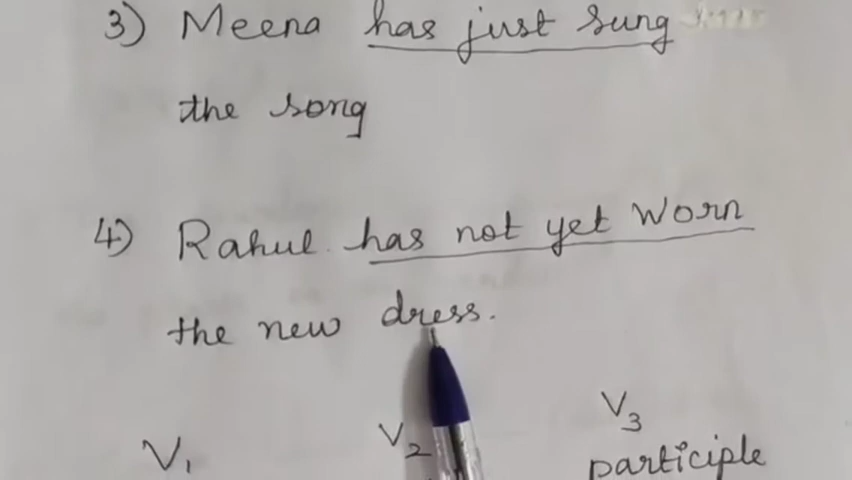 3) Meena has just sung
the song
4) Rahul has not yet worn
the new dress.
V1 V2 V3
participle